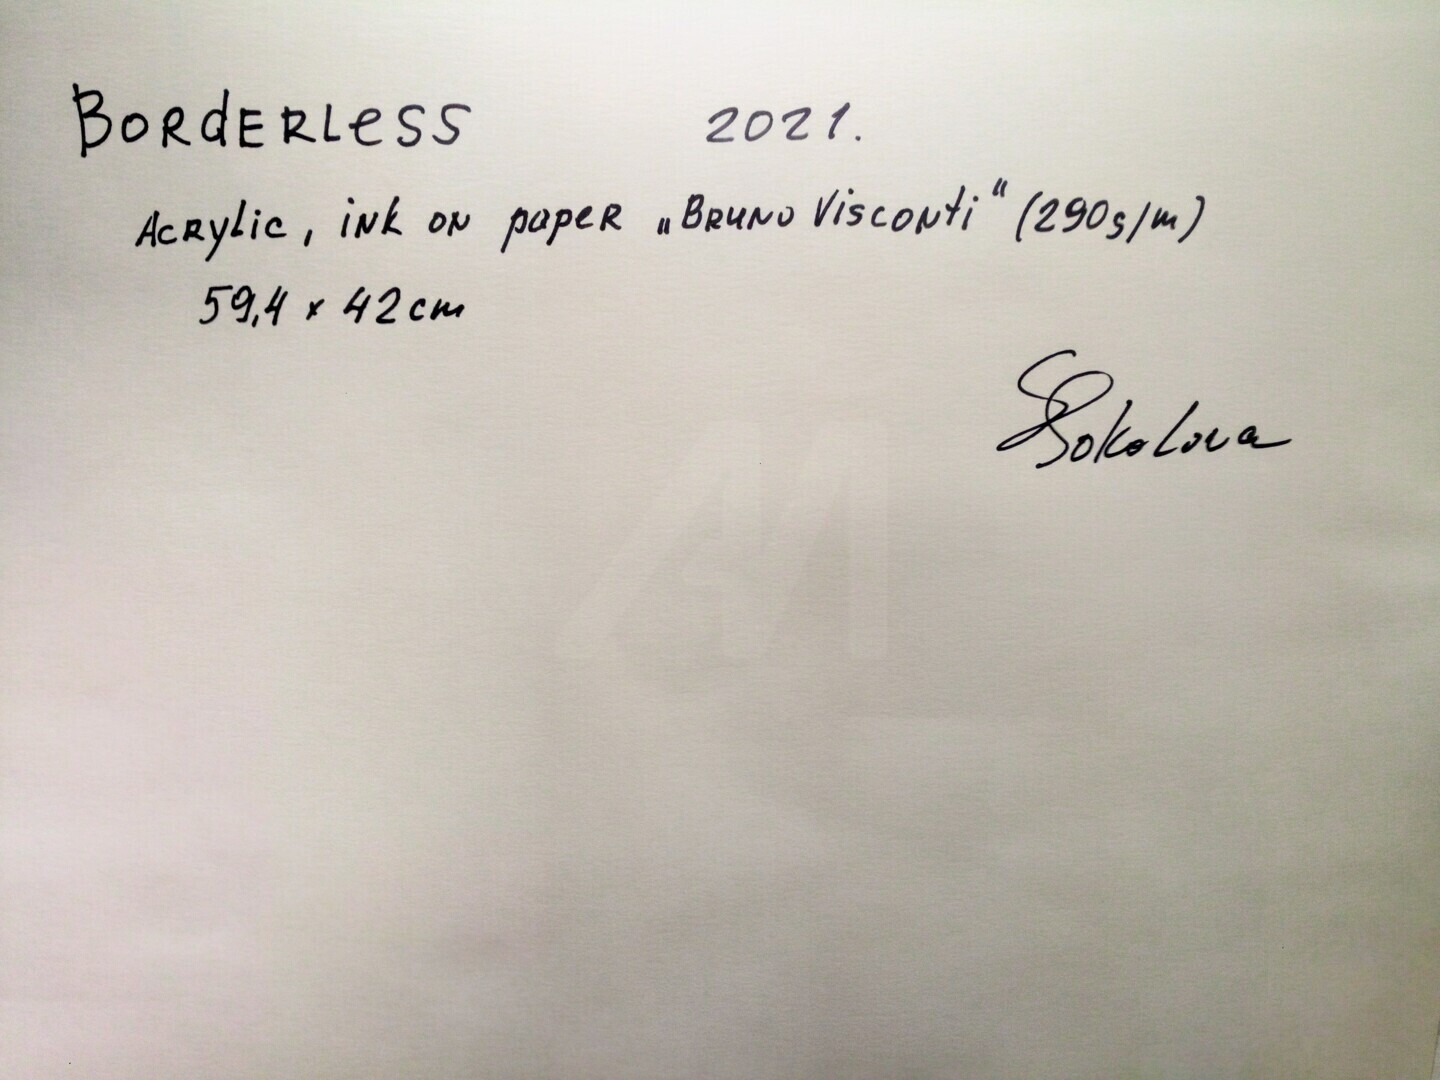 BORdERLess 2021.
Acrylic, ink on paper „Bruno Visconti“ (290g/m)
59,4 x 42cm
Sokolova